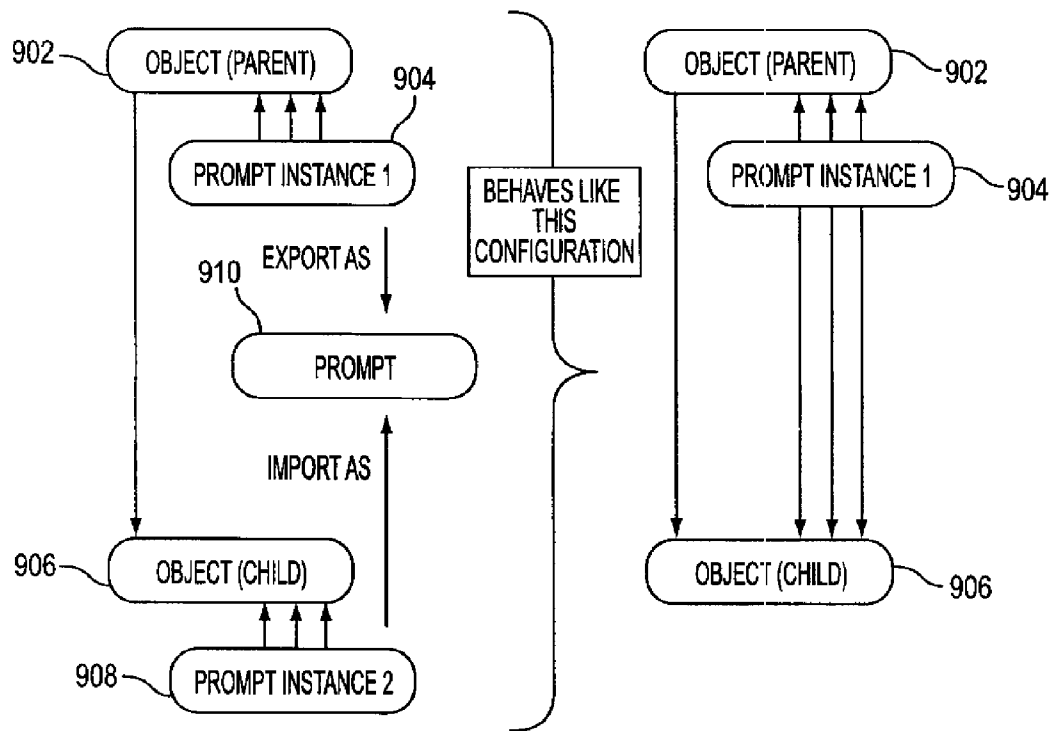 902
OBJECT (PARENT)
904
PROMPT INSTANCE 1
EXPORT AS
910
PROMPT
IMPORT AS
906
OBJECT (CHILD)
908
PROMPT INSTANCE 2
BEHAVES LIKE
THIS
CONFIGURATION
OBJECT (PARENT)
902
PROMPT INSTANCE 1
904
OBJECT (CHILD)
906